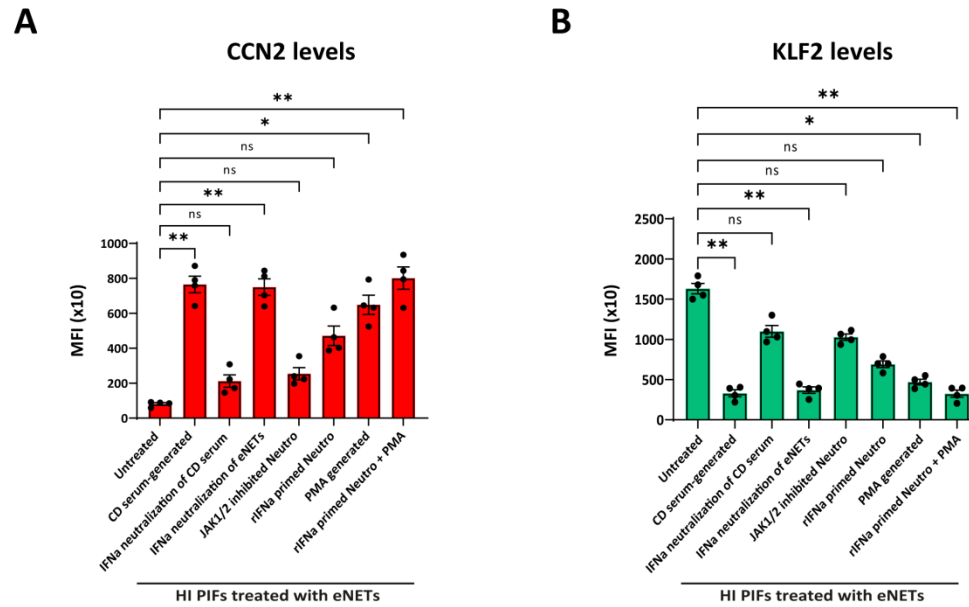 A
CCN2 levels
**
*
ns
ns
**
ns
**
MFI (x10)
1000
800
600
400
200
0
Untreated
CD serum-generated
IFNa neutralization of CD serum
IFNa neutralization of eNETs
JAK1/2 inhibited Neutro
rIFNa primed Neutro
PMA generated
rIFNa primed Neutro + PMA
HI PIFs treated with eNETs
B
KLF2 levels
**
*
ns
ns
**
ns
**
MFI (x10)
2500
2000
1500
1000
500
0
Untreated
CD serum-generated
IFNa neutralization of CD serum
IFNa neutralization of eNETs
JAK1/2 inhibited Neutro
rIFNa primed Neutro
PMA generated
rIFNa primed Neutro + PMA
HI PIFs treated with eNETs